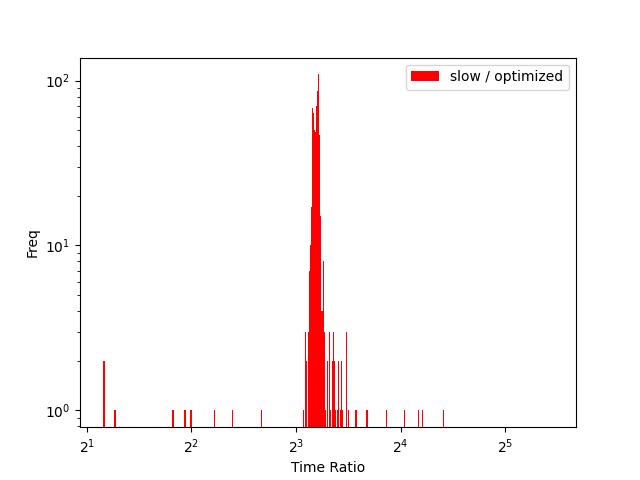 slow / optimized
10²
10¹
10⁰
Freq
2¹ 2² 2³ 2⁴ 2⁵
Time Ratio